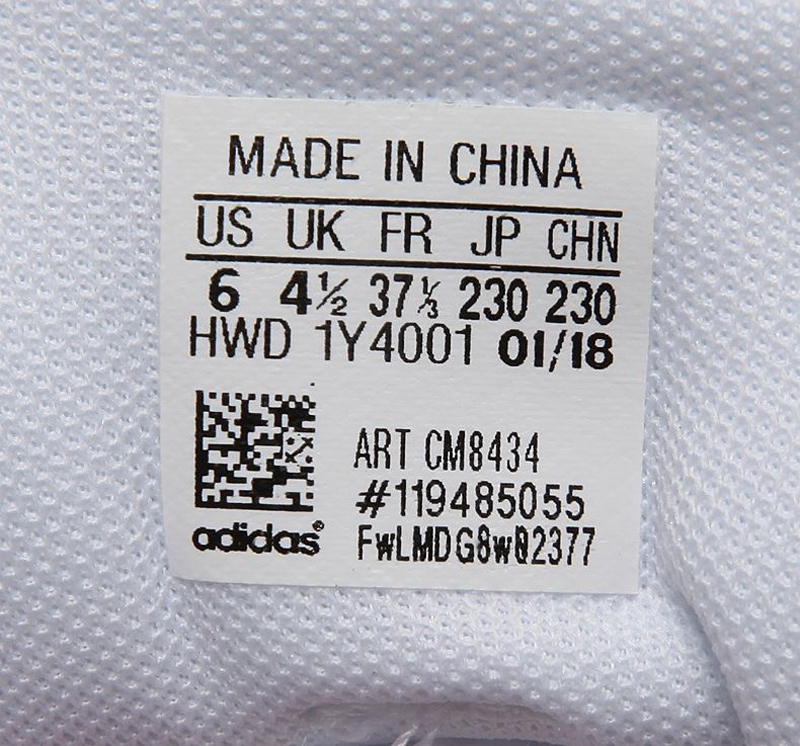 MADE IN CHINA
US UK FR JP CHN
6 4½ 37⅓ 230 230
HWD 1Y4001 01/18
ART CM8434
#119485055
adidas®